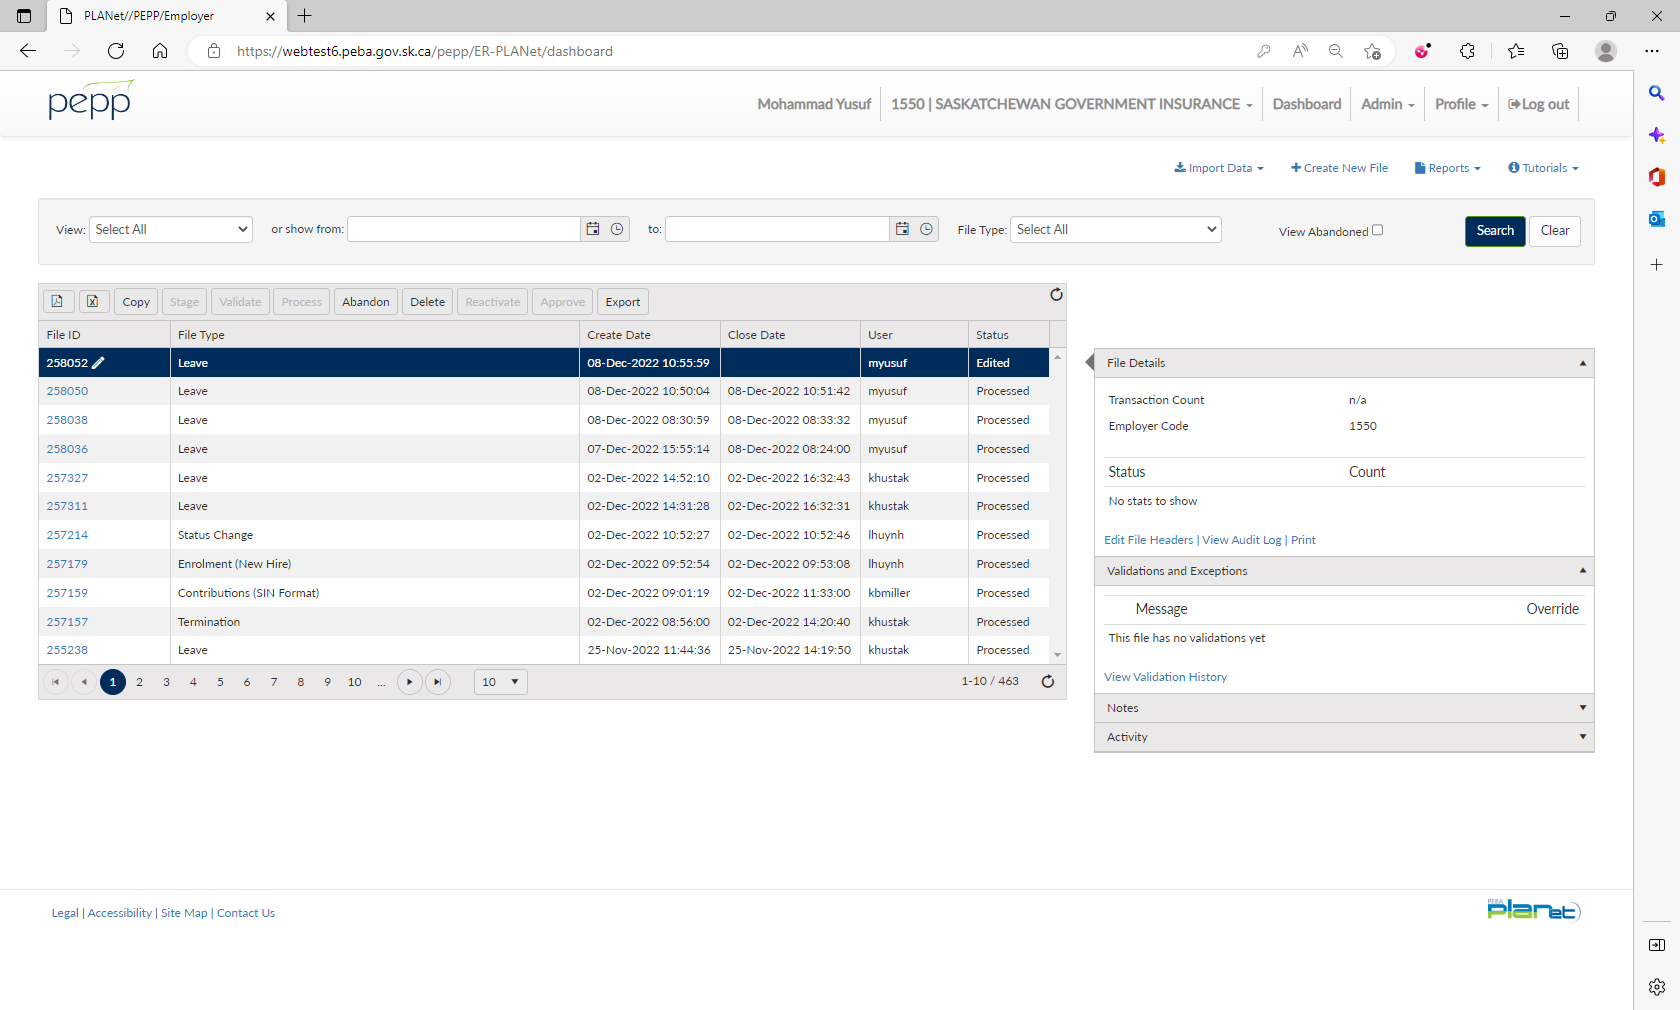 PLANet//PEPP/Employer
https://webtest6.peba.gov.sk.ca/pepp/ER-PLANet/dashboard
pepp
Mohammad Yusuf
1550 | SASKATCHEWAN GOVERNMENT INSURANCE
Dashboard
Admin
Profile
Log out
Import Data
Create New File
Reports
Tutorials
View: Select All
or show from:
to:
File Type: Select All
View Abandoned
Search
Clear
Copy Stage Validate Process Abandon Delete Reactivate Approve Export
File ID File Type Create Date Close Date User Status
258052 Leave 08-Dec-2022 10:55:59 myusuf Edited
258050 Leave 08-Dec-2022 10:50:04 08-Dec-2022 10:51:42 myusuf Processed
258038 Leave 08-Dec-2022 08:30:59 08-Dec-2022 08:33:32 myusuf Processed
258036 Leave 07-Dec-2022 15:55:14 08-Dec-2022 08:24:00 myusuf Processed
257327 Leave 02-Dec-2022 14:52:10 02-Dec-2022 16:32:43 khustak Processed
257311 Leave 02-Dec-2022 14:31:28 02-Dec-2022 16:32:31 khustak Processed
257214 Status Change 02-Dec-2022 10:52:27 02-Dec-2022 10:52:46 lhuynh Processed
257179 Enrolment (New Hire) 02-Dec-2022 09:52:54 02-Dec-2022 09:53:08 lhuynh Processed
257159 Contributions (SIN Format) 02-Dec-2022 09:01:19 02-Dec-2022 11:33:00 kbmiller Processed
257157 Termination 02-Dec-2022 08:56:00 02-Dec-2022 14:20:40 khustak Processed
255238 Leave 25-Nov-2022 11:44:36 25-Nov-2022 14:19:50 khustak Processed
1 2 3 4 5 6 7 8 9 10 ... 10 1-10 / 463
File Details
Transaction Count n/a
Employer Code 1550
Status Count
No stats to show
Edit File Headers | View Audit Log | Print
Validations and Exceptions
Message Override
This file has no validations yet
View Validation History
Notes
Activity
Legal | Accessibility | Site Map | Contact Us
PEBA
planet